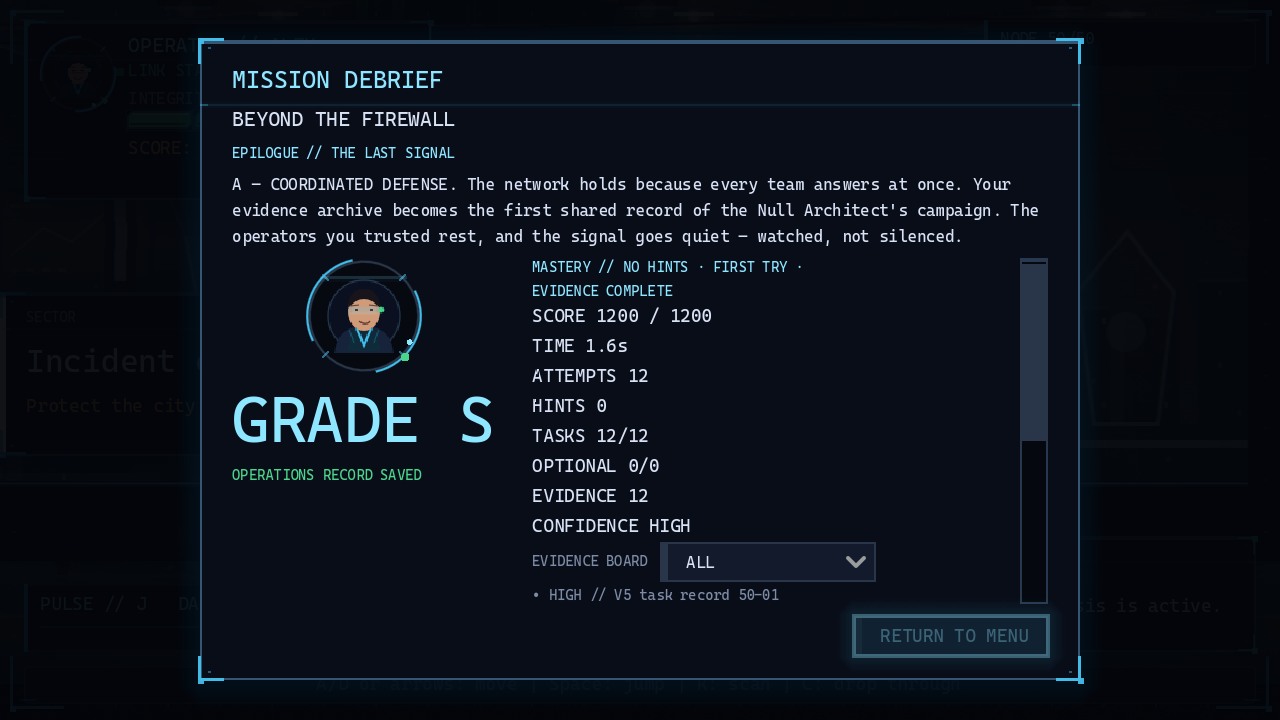 MISSION DEBRIEF
BEYOND THE FIREWALL
EPILOGUE // THE LAST SIGNAL
A — COORDINATED DEFENSE. The network holds because every team answers at once. Your
evidence archive becomes the first shared record of the Null Architect's campaign. The
operators you trusted rest, and the signal goes quiet — watched, not silenced.
MASTERY // NO HINTS · FIRST TRY ·
EVIDENCE COMPLETE
SCORE 1200 / 1200
TIME 1.6s
ATTEMPTS 12
HINTS 0
TASKS 12/12
OPTIONAL 0/0
EVIDENCE 12
CONFIDENCE HIGH
GRADE S
OPERATIONS RECORD SAVED
EVIDENCE BOARD ALL
• HIGH // V5 task record 50-01
RETURN TO MENU
SCORE:
SECTOR
Incident
Protect the city
PULSE // J
sis is active.